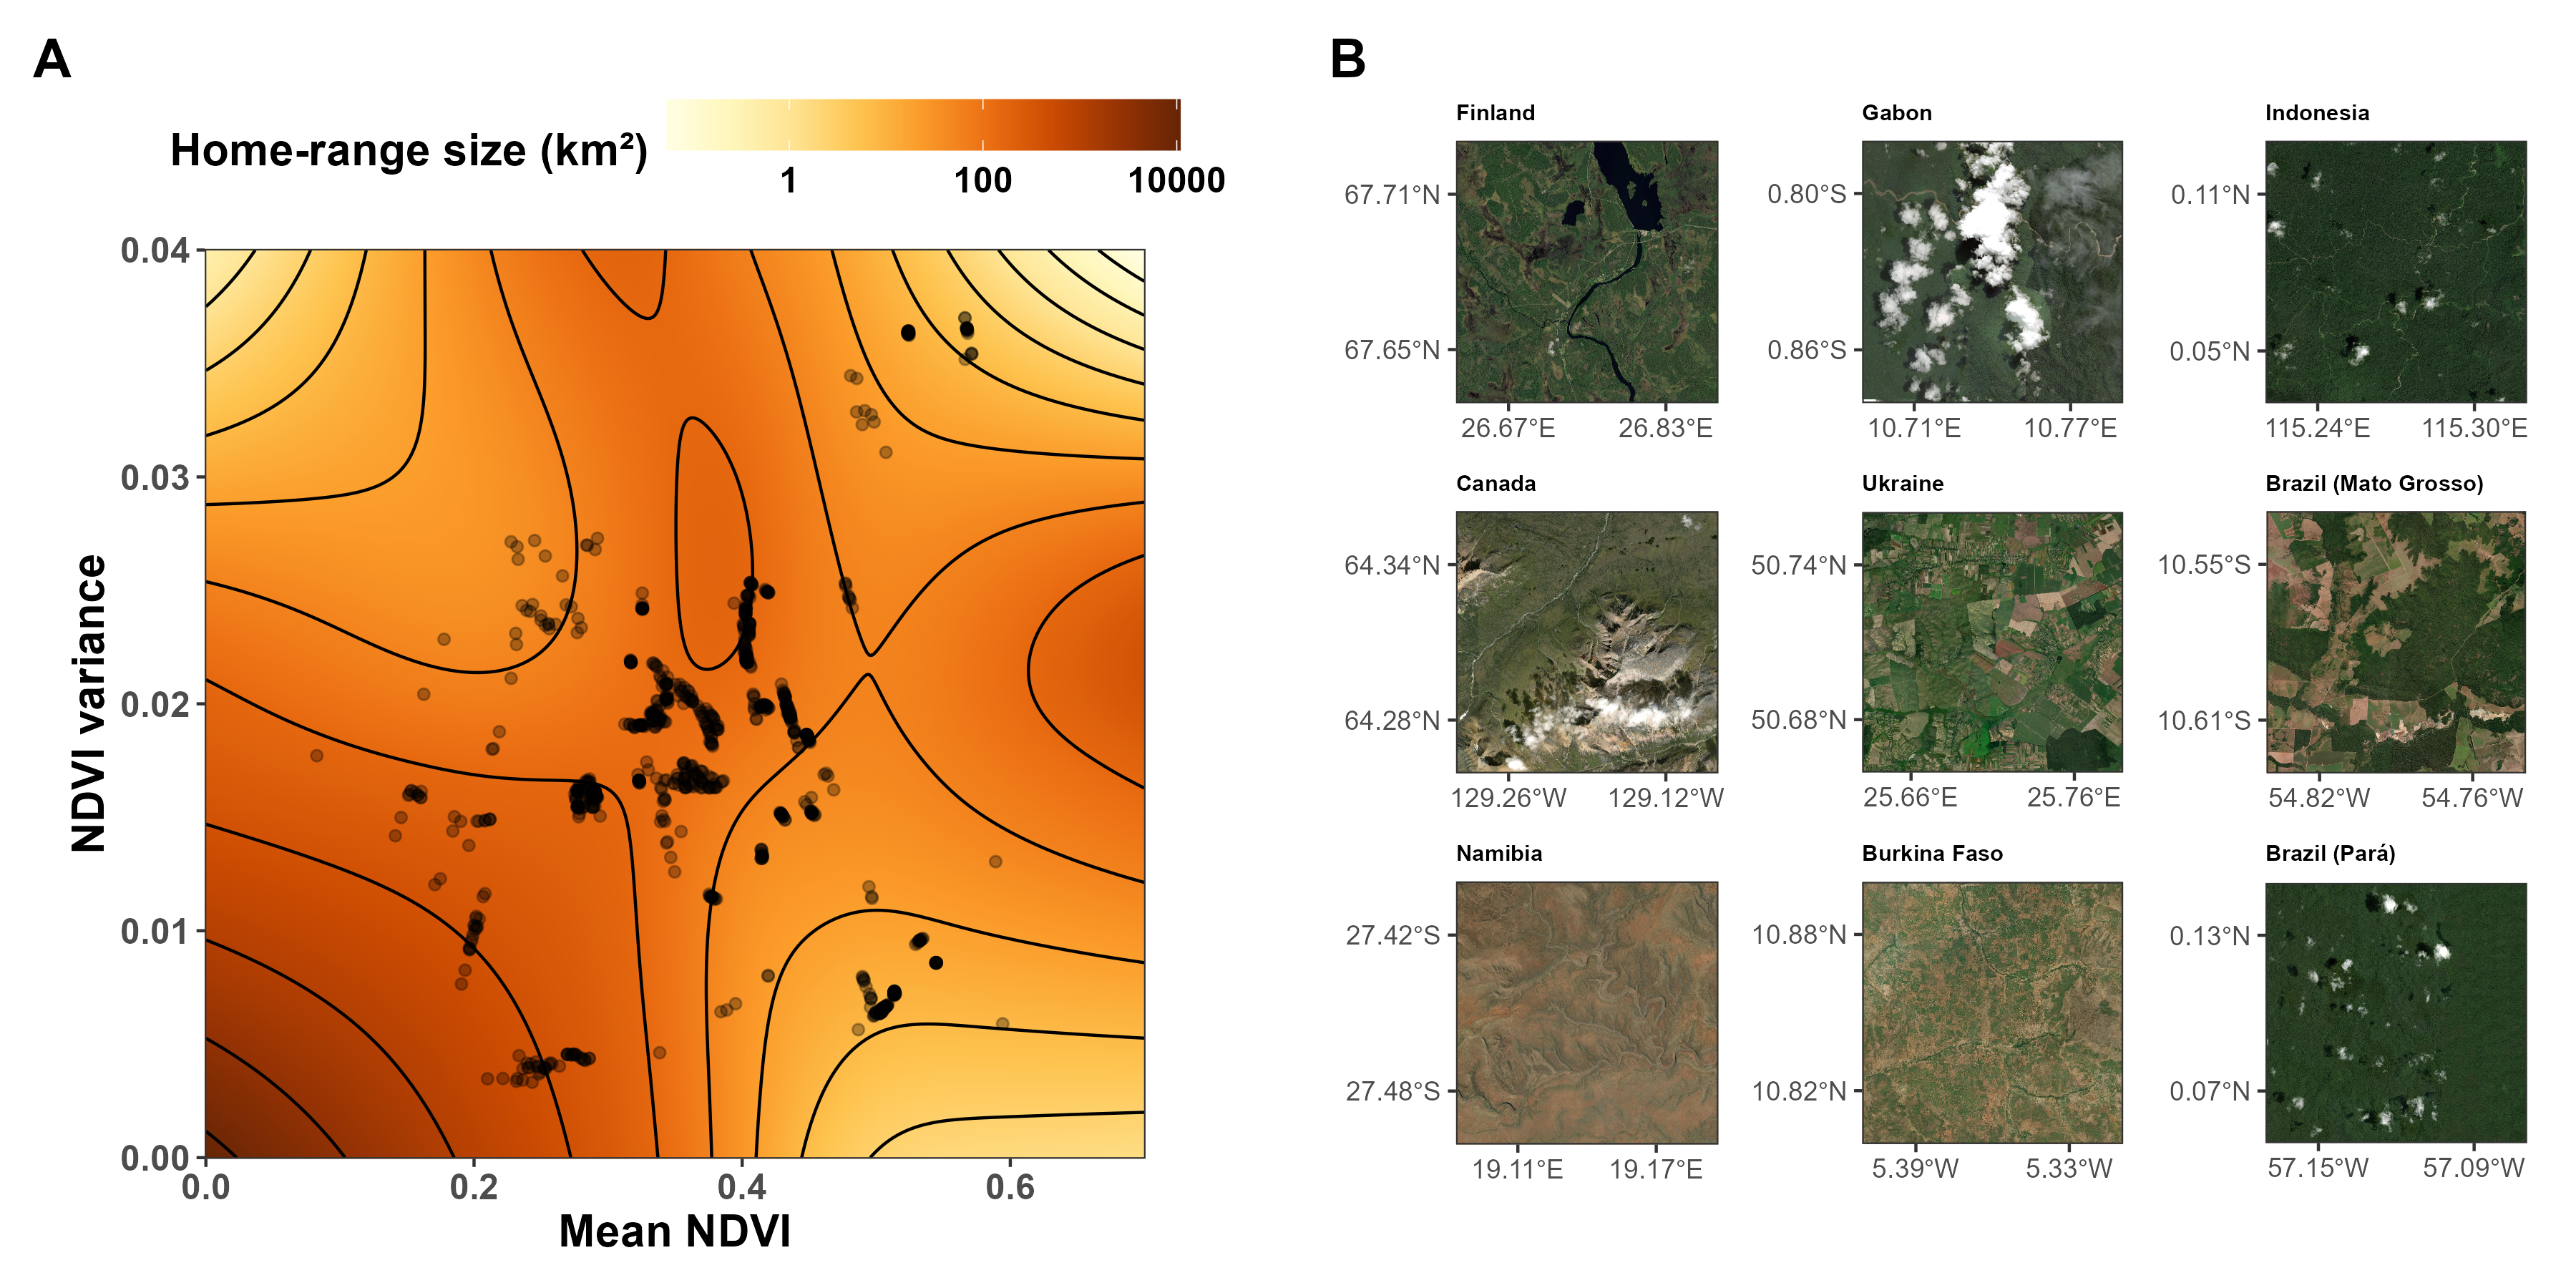 A
Home-range size (km²)
1 100 10000
0.04
0.03
0.02
0.01
0.00
NDVI variance
0.0 0.2 0.4 0.6
Mean NDVI
B
Finland
67.71°N
67.65°N
26.67°E 26.83°E
Gabon
0.80°S
0.86°S
10.71°E 10.77°E
Indonesia
0.11°N
0.05°N
115.24°E 115.30°E
Canada
64.34°N
64.28°N
129.26°W 129.12°W
Ukraine
50.74°N
50.68°N
25.66°E 25.76°E
Brazil (Mato Grosso)
10.55°S
10.61°S
54.82°W 54.76°W
Namibia
27.42°S
27.48°S
19.11°E 19.17°E
Burkina Faso
10.88°N
10.82°N
5.39°W 5.33°W
Brazil (Pará)
0.13°N
0.07°N
57.15°W 57.09°W